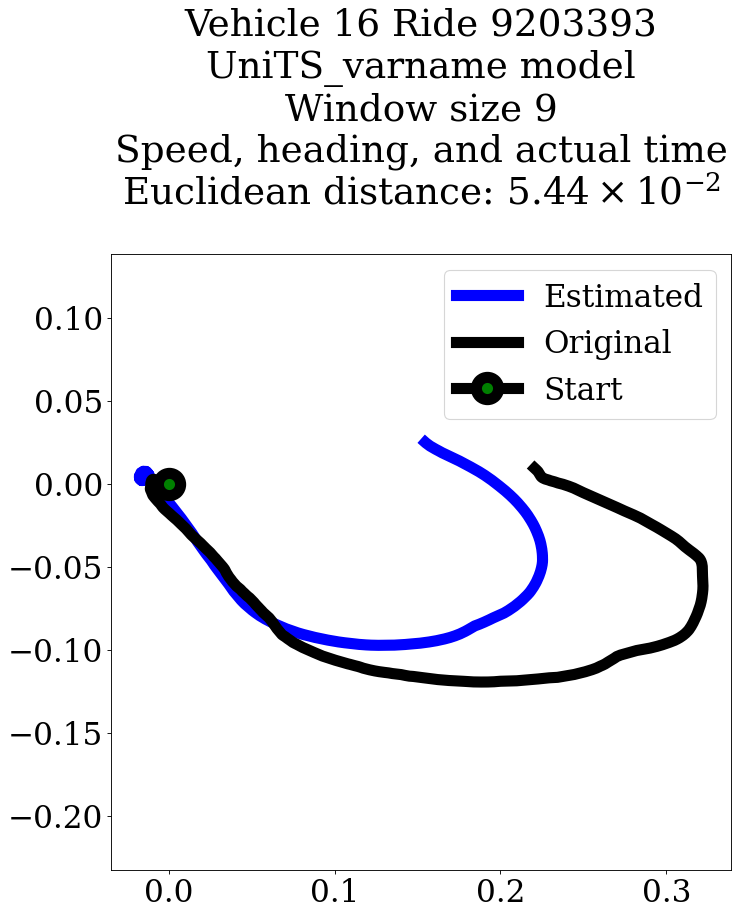 Vehicle 16 Ride 9203393
UniTS_varname model
Window size 9
Speed, heading, and actual time
Euclidean distance: 5.44 × 10⁻²
Estimated
Original
Start
0.10
0.05
0.00
−0.05
−0.10
−0.15
−0.20
0.0 0.1 0.2 0.3